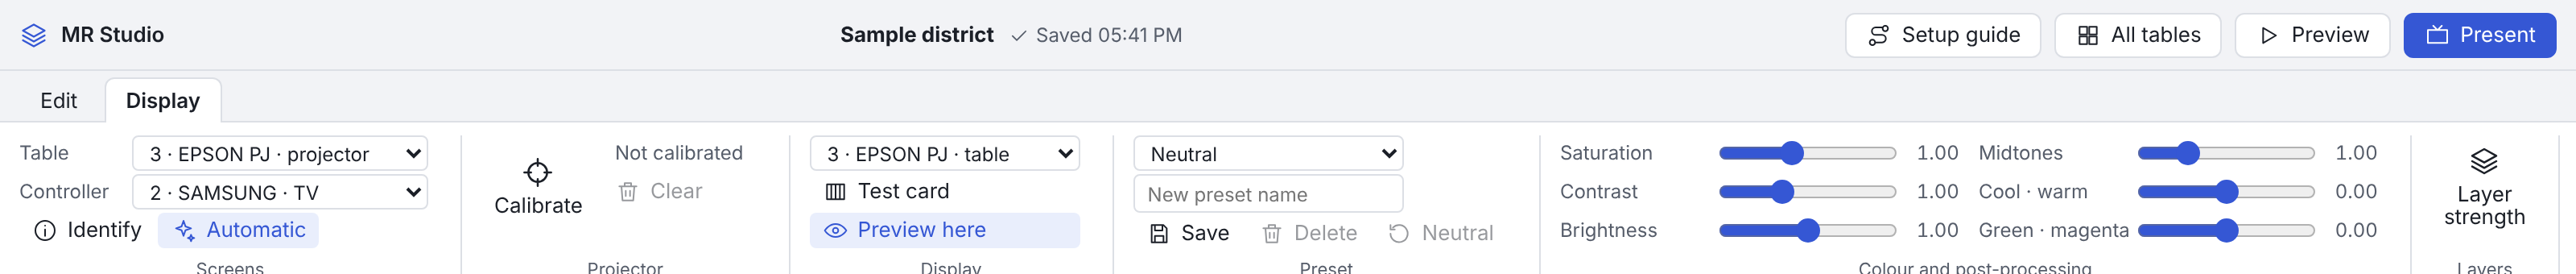 MR Studio
Sample district
Saved 05:41 PM
Setup guide
All tables
Preview
Present
Edit
Display
Table
3 · EPSON PJ · projector
Controller
2 · SAMSUNG · TV
Identify
Automatic
Screens
Calibrate
Not calibrated
Clear
Projector
3 · EPSON PJ · table
Test card
Preview here
Display
Neutral
New preset name
Save
Delete
Neutral
Preset
Saturation 1.00
Contrast 1.00
Brightness 1.00
Midtones 1.00
Cool · warm 0.00
Green · magenta 0.00
Colour and post-processing
Layer
strength
Layers